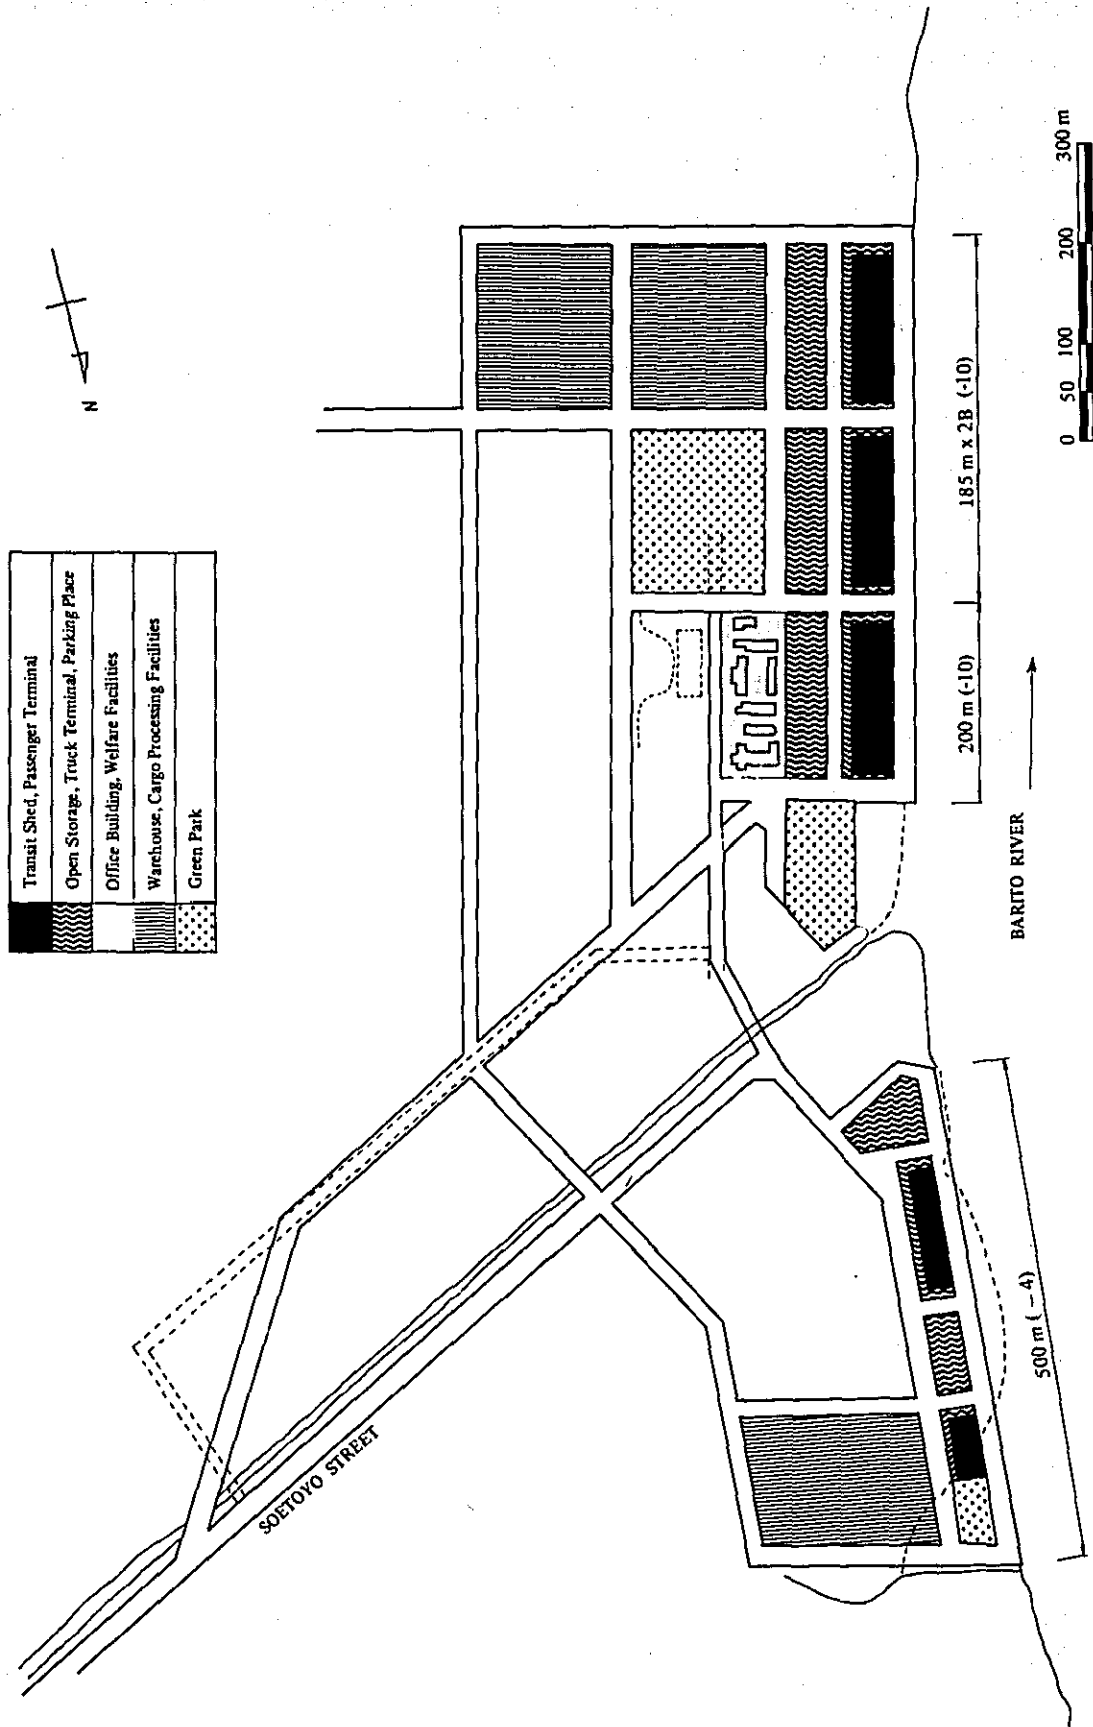 Transit Shed, Passenger Terminal
Open Storage, Truck Terminal, Parking Place
Office Building, Welfare Facilities
Warehouse, Cargo Processing Facilities
Green Park
N
SOETOYO STREET
BARITO RIVER
500 m ( – 4)
200 m (-10)
185 m x 2B (-10)
0 50 100 200 300 m